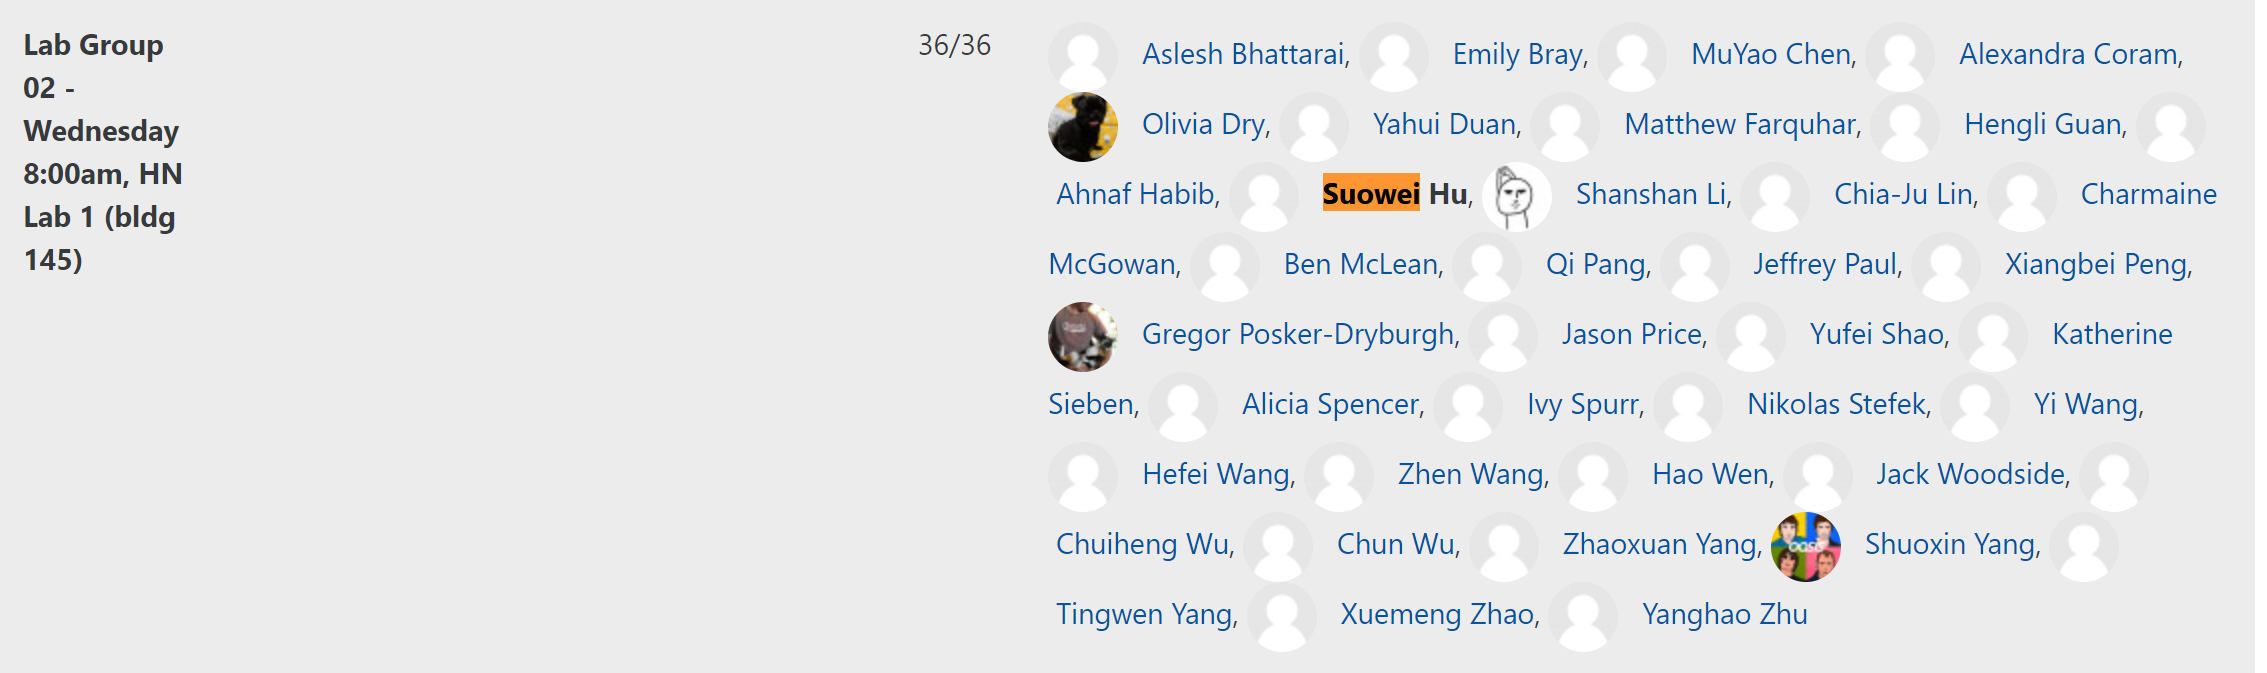 Lab Group
02 -
Wednesday
8:00am, HN
Lab 1 (bldg
145)
36/36
Aslesh Bhattarai, Emily Bray, MuYao Chen, Alexandra Coram,
Olivia Dry, Yahui Duan, Matthew Farquhar, Hengli Guan,
Ahnaf Habib, Suowei Hu, Shanshan Li, Chia-Ju Lin, Charmaine
McGowan, Ben McLean, Qi Pang, Jeffrey Paul, Xiangbei Peng,
Gregor Posker-Dryburgh, Jason Price, Yufei Shao, Katherine
Sieben, Alicia Spencer, Ivy Spurr, Nikolas Stefek, Yi Wang,
Hefei Wang, Zhen Wang, Hao Wen, Jack Woodside,
Chuiheng Wu, Chun Wu, Zhaoxuan Yang, Shuoxin Yang,
Tingwen Yang, Xuemeng Zhao, Yanghao Zhu